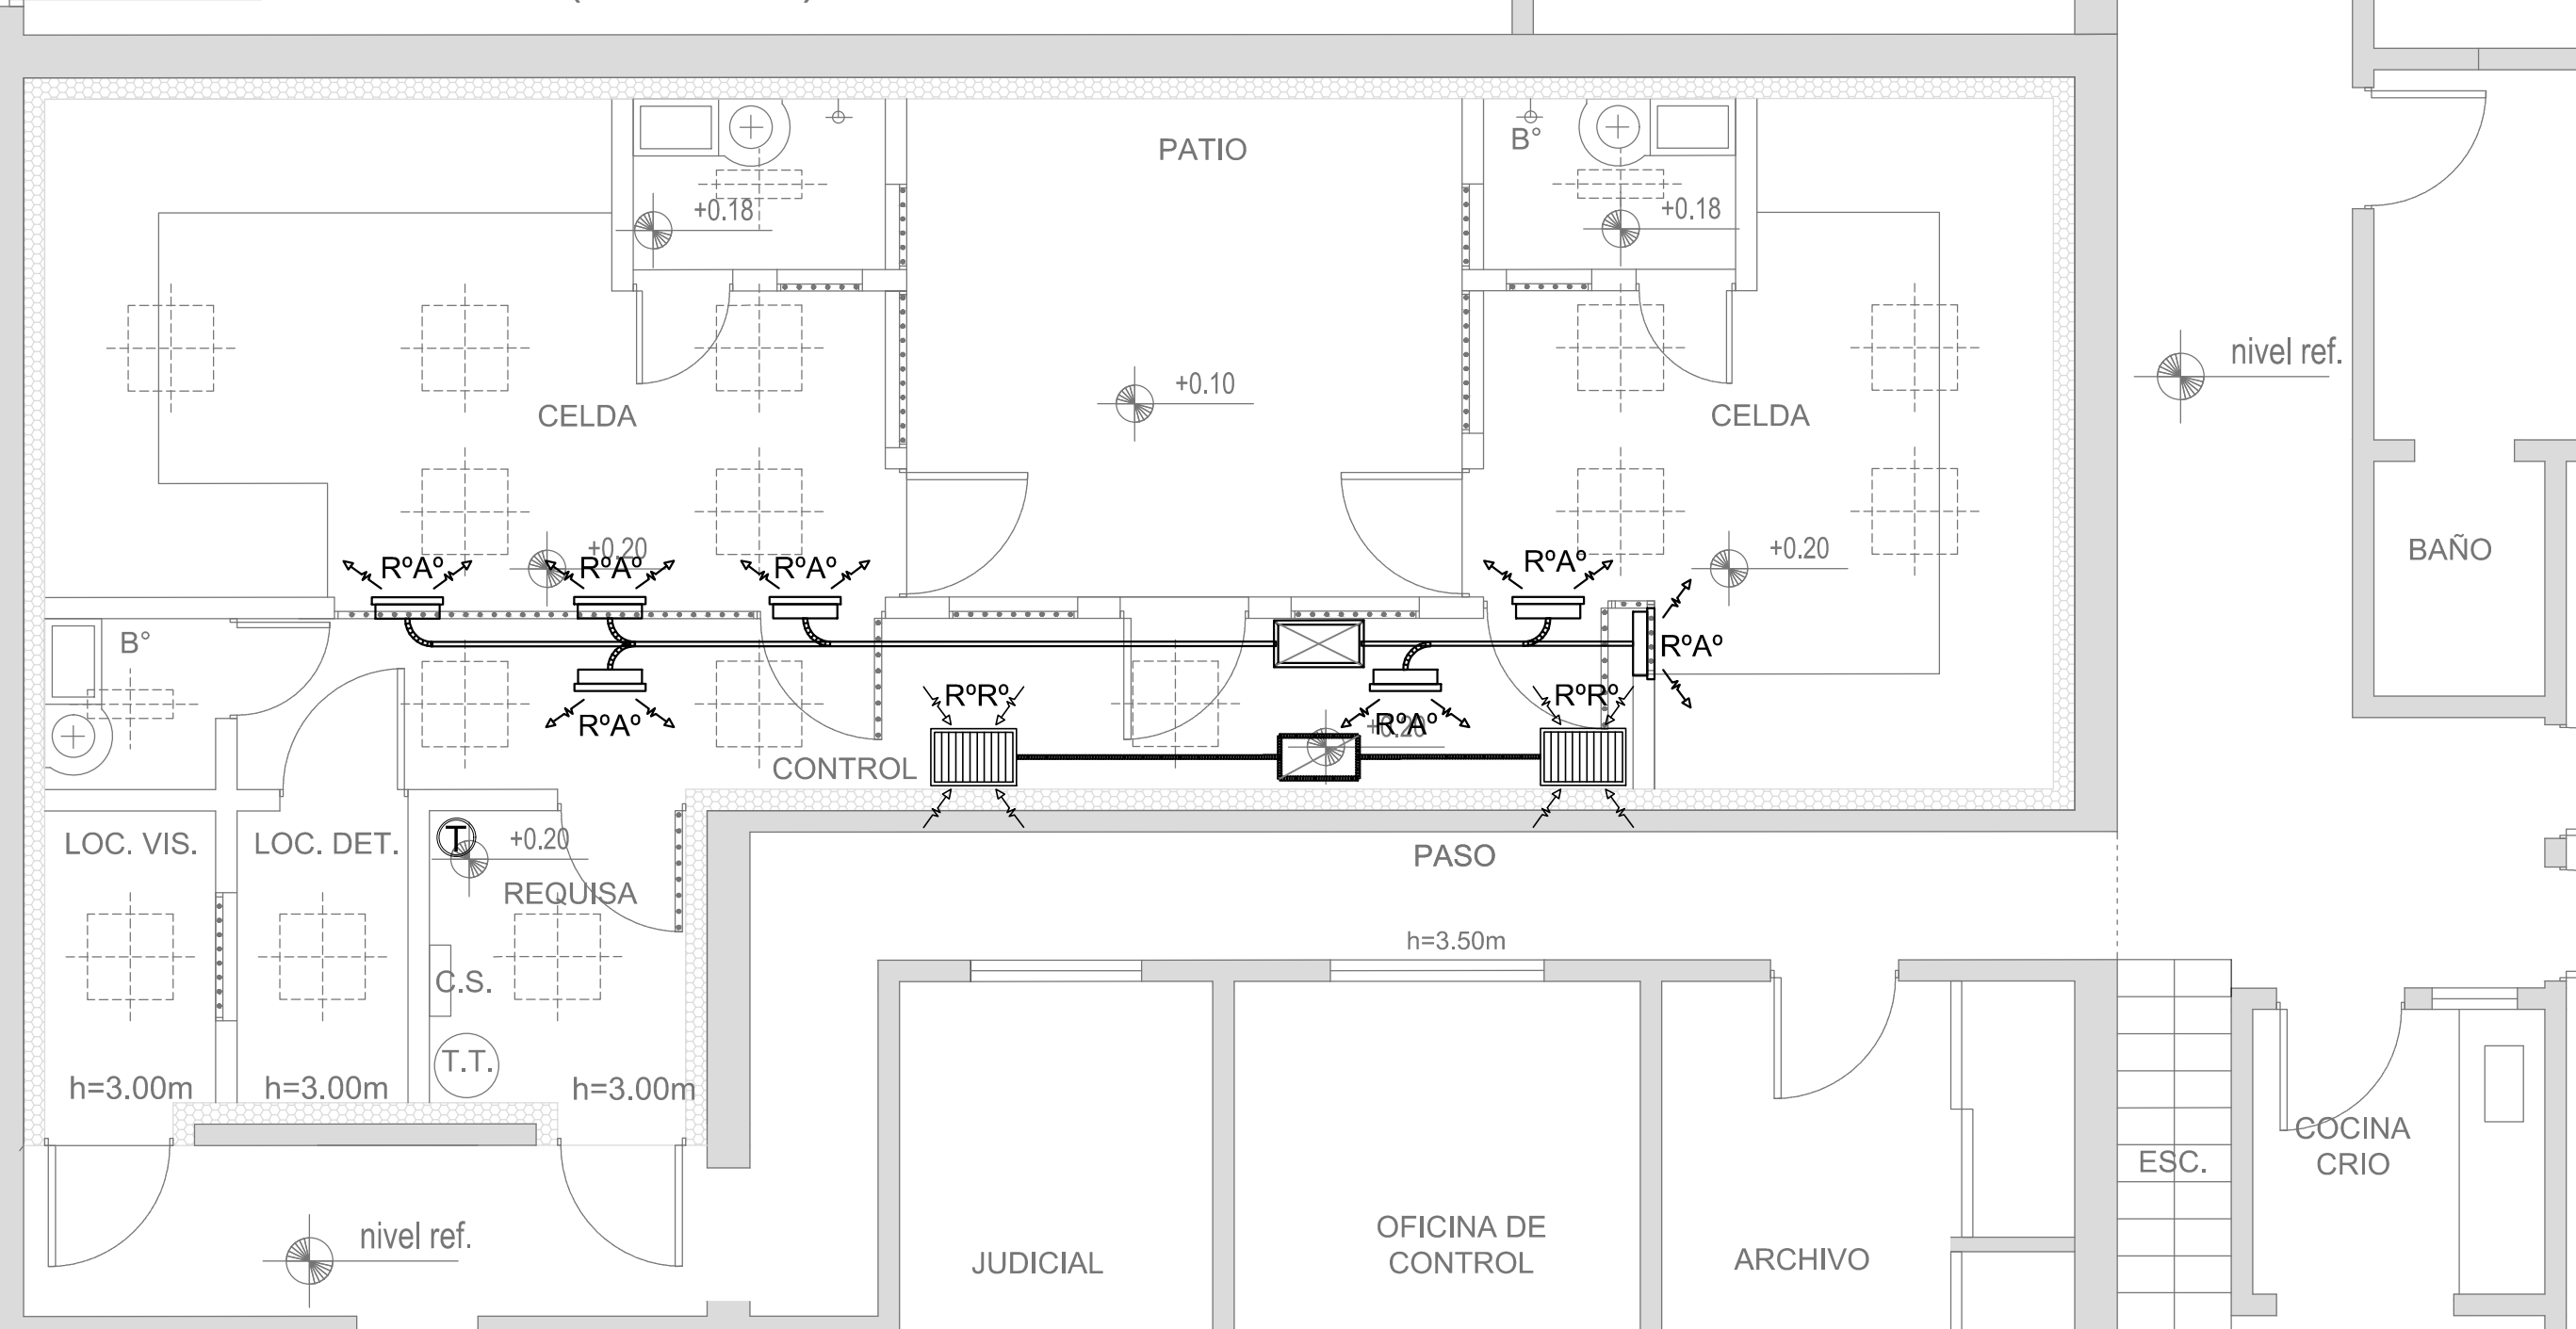 PATIO
B°
+0.18
+0.18
nivel ref.
+0.10
CELDA
CELDA
BAÑO
+0.20
+0.20
RºAº
RºAº
RºAº
RºAº
B°
RºAº
RºRº
RºRº
RºAº
RºAº
+0.20
CONTROL
LOC. VIS.
LOC. DET.
T
+0.20
PASO
REQUISA
h=3.50m
C.S.
T.T.
h=3.00m
h=3.00m
h=3.00m
COCINA
CRIO
ESC.
nivel ref.
OFICINA DE
CONTROL
JUDICIAL
ARCHIVO